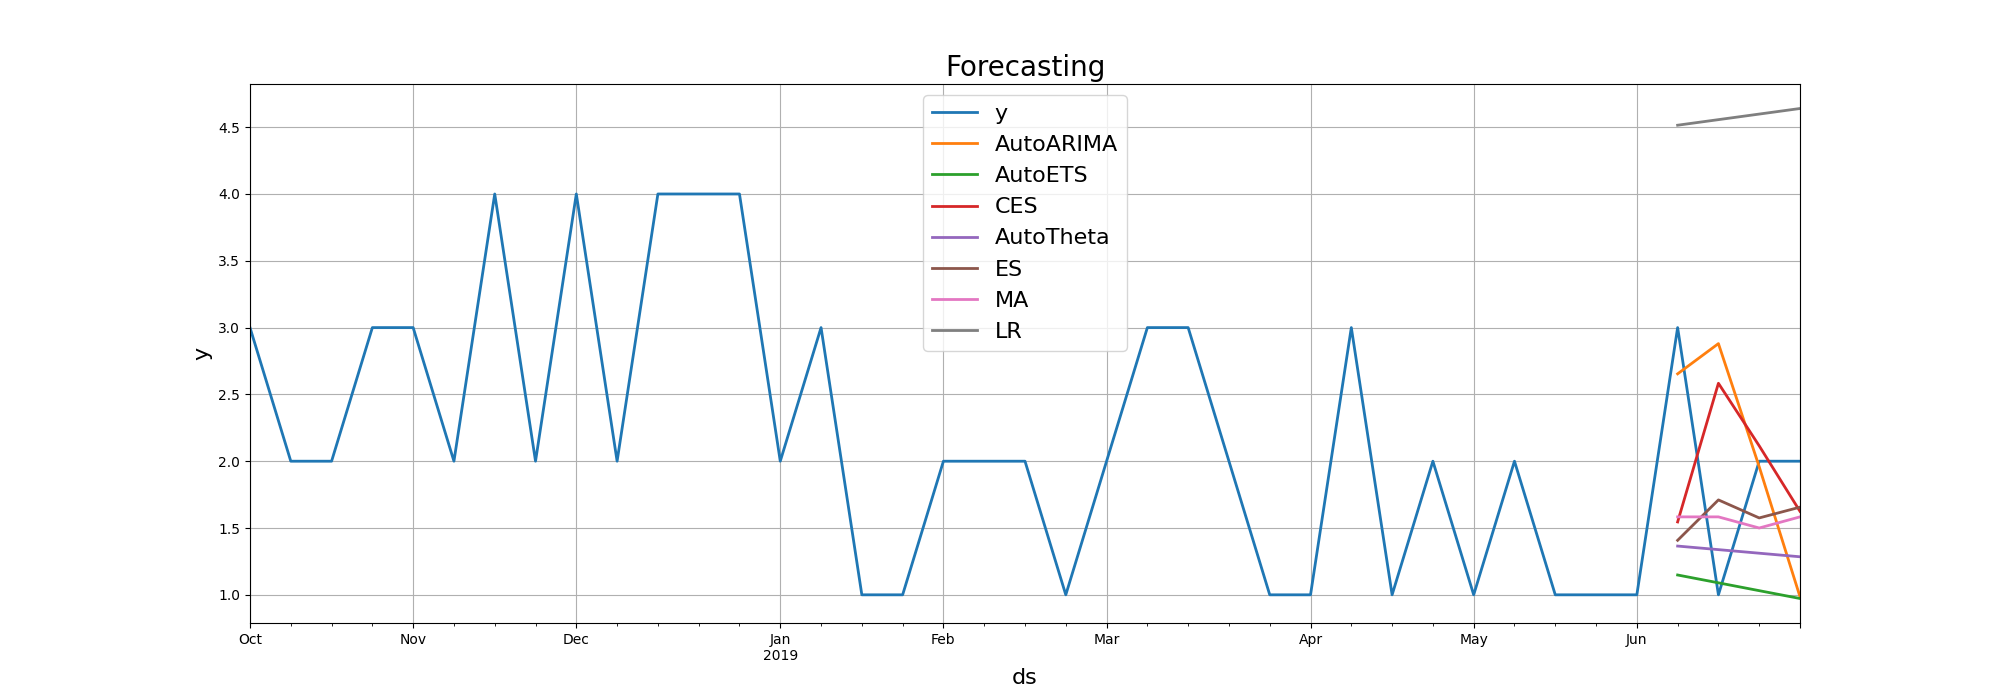 Forecasting
y
AutoARIMA
AutoETS
CES
AutoTheta
ES
MA
LR
4.5
4.0
3.5
3.0
2.5
2.0
1.5
1.0
y
Oct Nov Dec Jan Feb Mar Apr May Jun
2019
ds